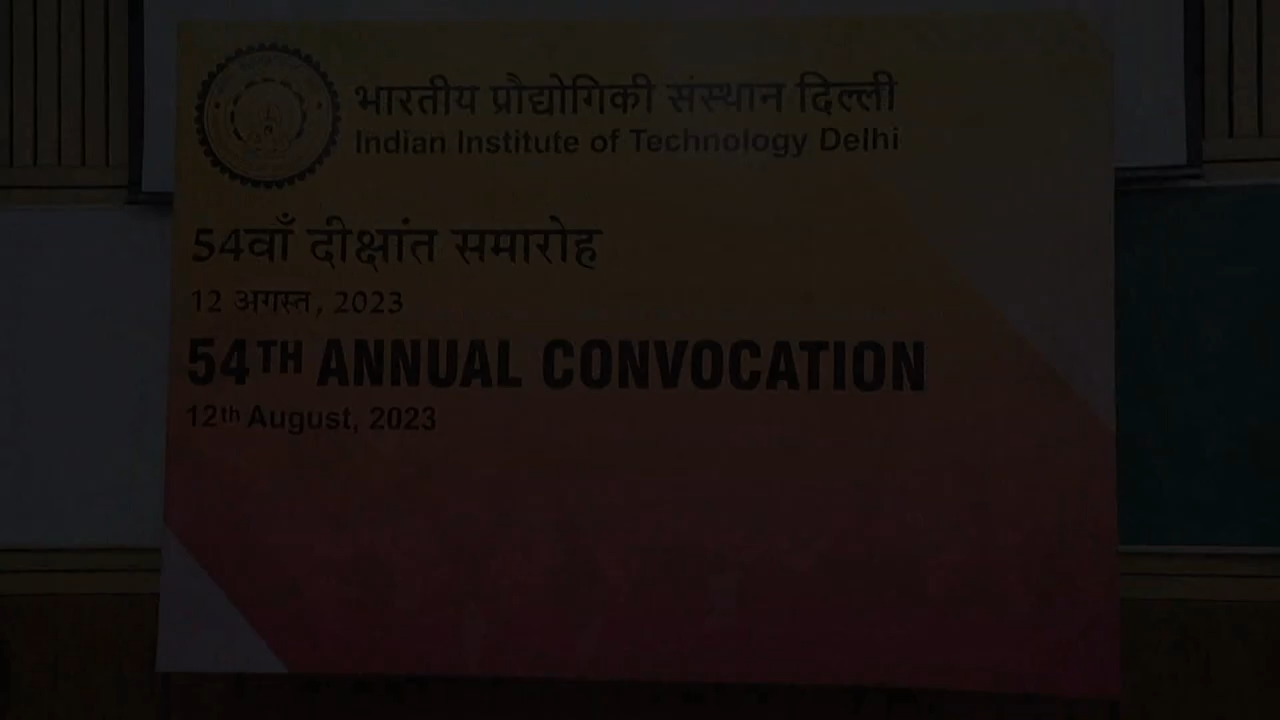 भारतीय प्रौद्योगिकी संस्थान दिल्ली
Indian Institute of Technology Delhi
54वाँ दीक्षांत समारोह
12 अगस्त, 2023
54TH ANNUAL CONVOCATION
12th August, 2023